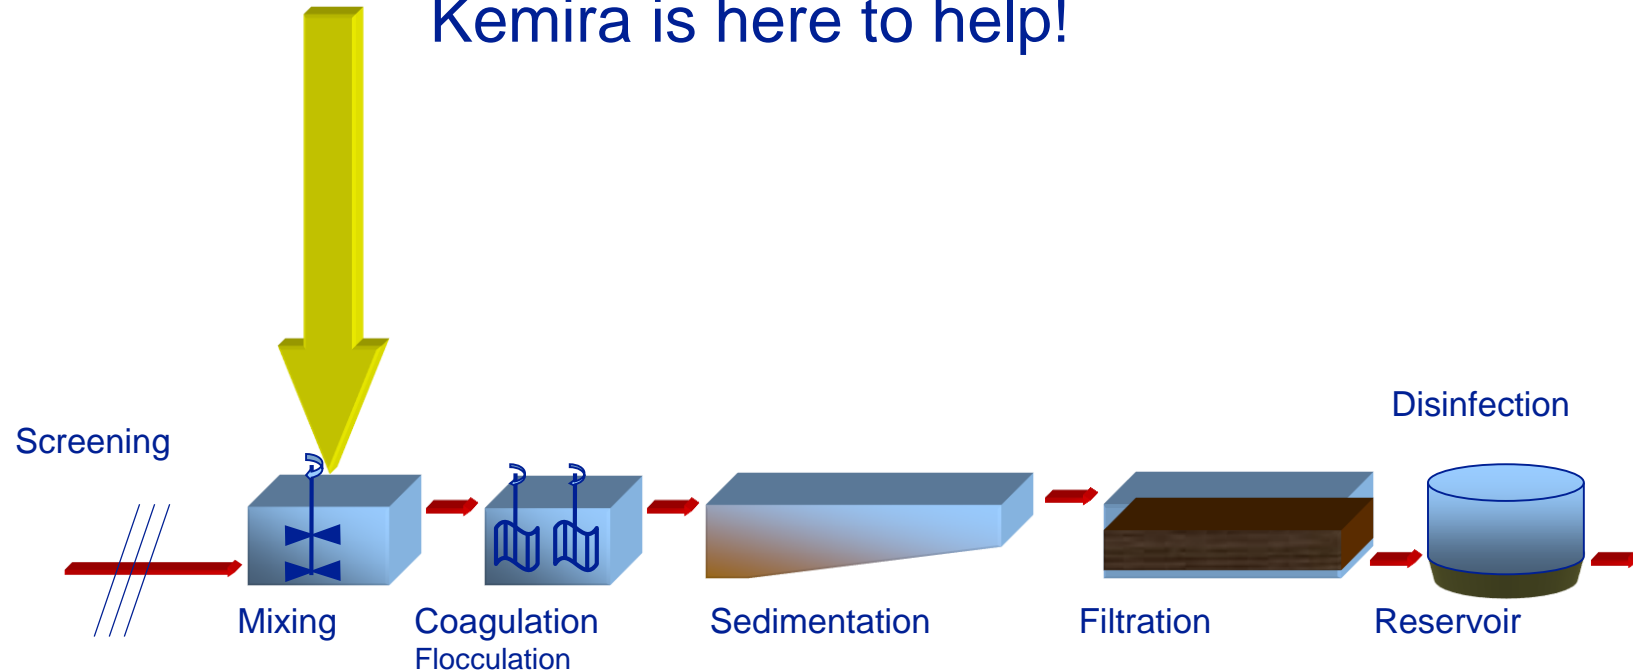 Kemira is here to help!
Disinfection
Screening
Mixing
Coagulation
Flocculation
Sedimentation
Filtration
Reservoir